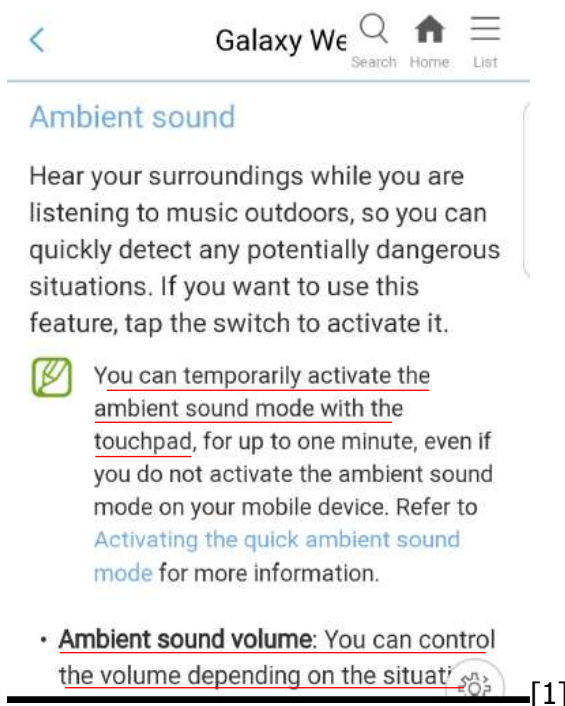 Galaxy We
Search Home List
Ambient sound
Hear your surroundings while you are
listening to music outdoors, so you can
quickly detect any potentially dangerous
situations. If you want to use this
feature, tap the switch to activate it.
You can temporarily activate the
ambient sound mode with the
touchpad, for up to one minute, even if
you do not activate the ambient sound
mode on your mobile device. Refer to
Activating the quick ambient sound
mode for more information.
• Ambient sound volume: You can control
the volume depending on the situati
[1]